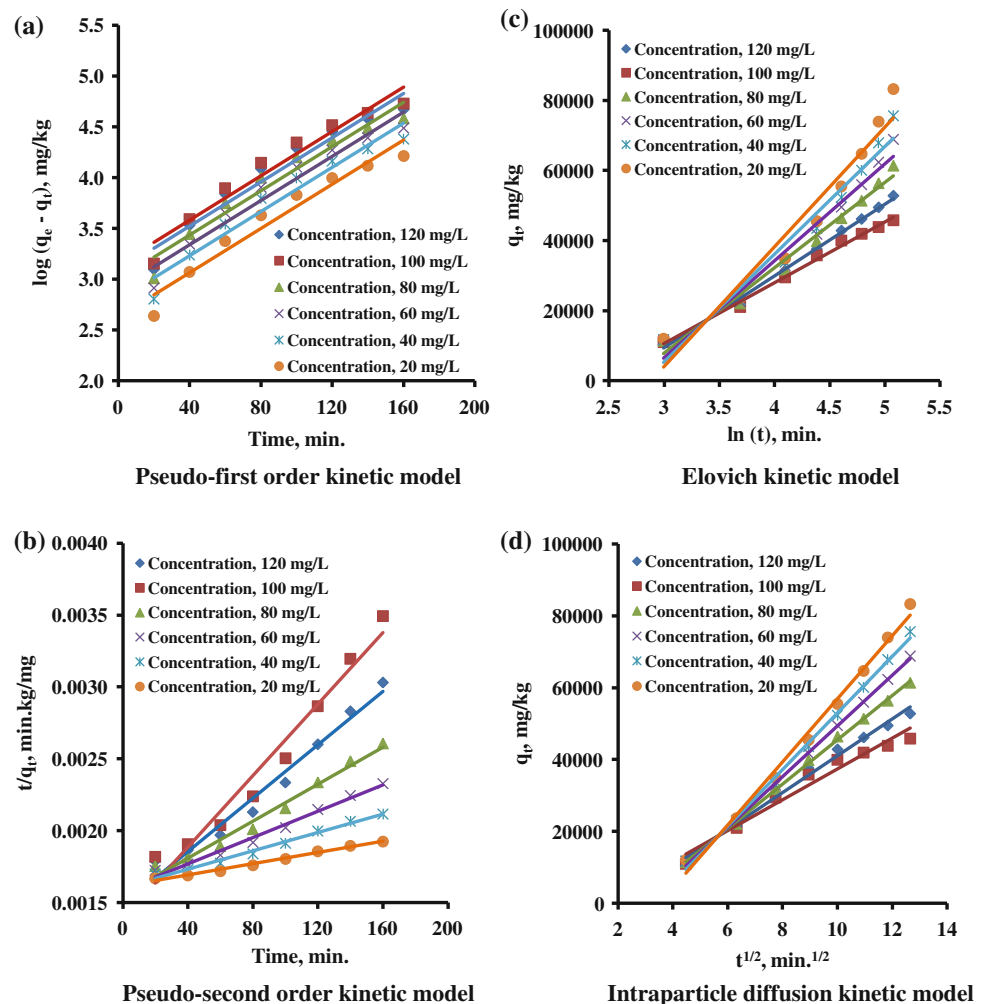 (a)
5.5
5.0
4.5
4.0
3.5
3.0
2.5
2.0
log (qe - qt), mg/kg
Concentration, 120 mg/L
Concentration, 100 mg/L
Concentration, 80 mg/L
Concentration, 60 mg/L
Concentration, 40 mg/L
Concentration, 20 mg/L
0 40 80 120 160 200
Time, min.
Pseudo-first order kinetic model
(c)
100000
80000
60000
40000
20000
0
qt, mg/kg
Concentration, 120 mg/L
Concentration, 100 mg/L
Concentration, 80 mg/L
Concentration, 60 mg/L
Concentration, 40 mg/L
Concentration, 20 mg/L
2.5 3 3.5 4 4.5 5 5.5
ln (t), min.
Elovich kinetic model
(b)
0.0040
0.0035
0.0030
0.0025
0.0020
0.0015
t/qt, min.kg/mg
Concentration, 120 mg/L
Concentration, 100 mg/L
Concentration, 80 mg/L
Concentration, 60 mg/L
Concentration, 40 mg/L
Concentration, 20 mg/L
0 40 80 120 160 200
Time, min.
Pseudo-second order kinetic model
(d)
100000
80000
60000
40000
20000
0
qt, mg/kg
Concentration, 120 mg/L
Concentration, 100 mg/L
Concentration, 80 mg/L
Concentration, 60 mg/L
Concentration, 40 mg/L
Concentration, 20 mg/L
2 4 6 8 10 12 14
t1/2, min.1/2
Intraparticle diffusion kinetic model